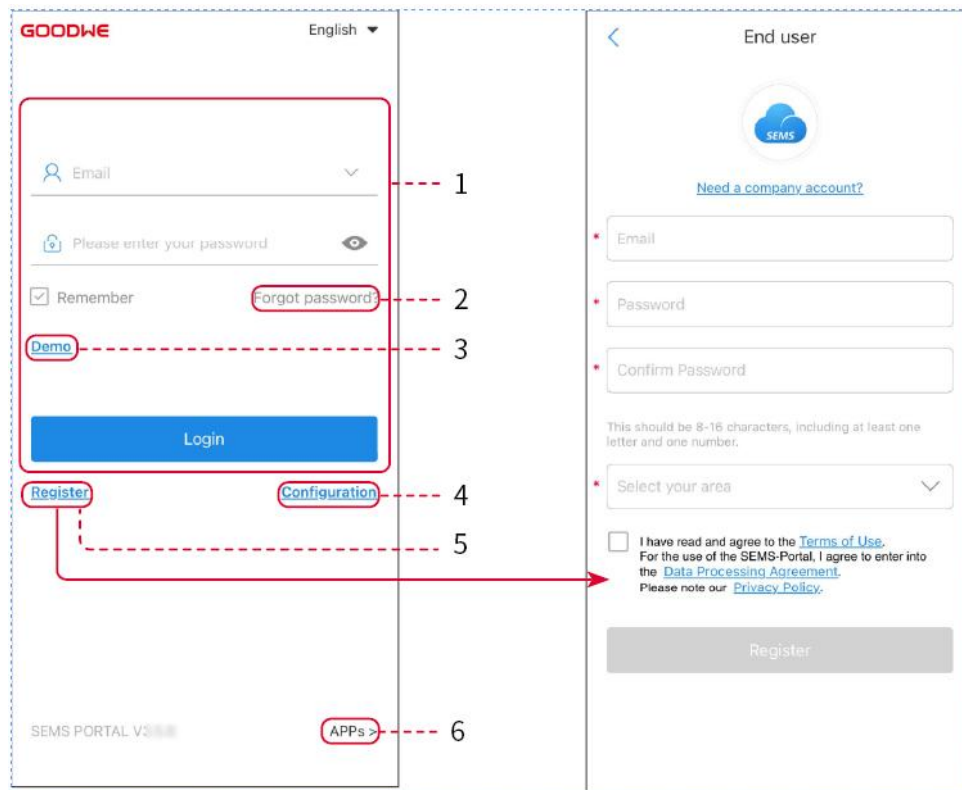 GOODWE
English
Email
1
Please enter your password
Remember
Forgot password?
2
Demo
3
Login
Register
Configuration
4
5
SEMS PORTAL
APPs >
6
End user
SEMS
Need a company account?
* Email
* Password
* Confirm Password
This should be 8-16 characters, including at least one
letter and one number.
* Select your area
I have read and agree to the Terms of Use.
For the use of the SEMS-Portal, I agree to enter into
the Data Processing Agreement.
Please note our Privacy Policy.
Register